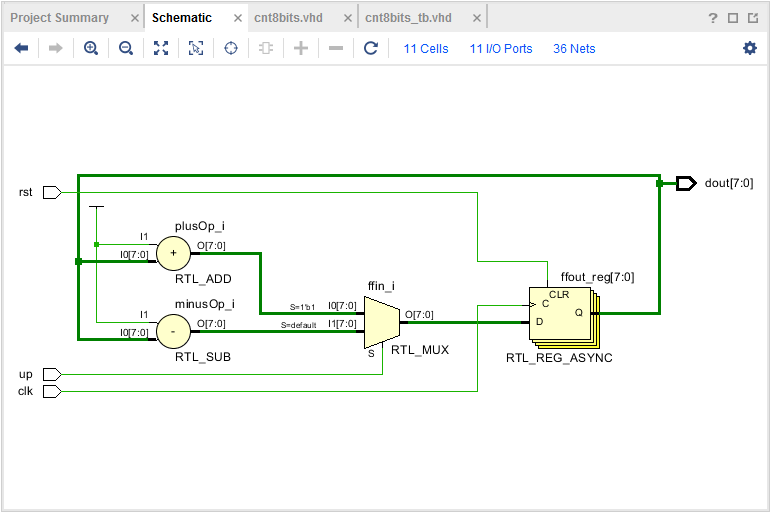 Project Summary
Schematic
cnt8bits.vhd
cnt8bits_tb.vhd
?
11 Cells
11 I/O Ports
36 Nets
rst
dout[7:0]
plusOp_i
I1
O[7:0]
I0[7:0]
+
RTL_ADD
minusOp_i
I1
O[7:0]
I0[7:0]
-
RTL_SUB
ffin_i
S=1'b1
I0[7:0]
O[7:0]
S=default
I1[7:0]
S
RTL_MUX
ffout_reg[7:0]
CLR
C
Q
D
RTL_REG_ASYNC
up
clk